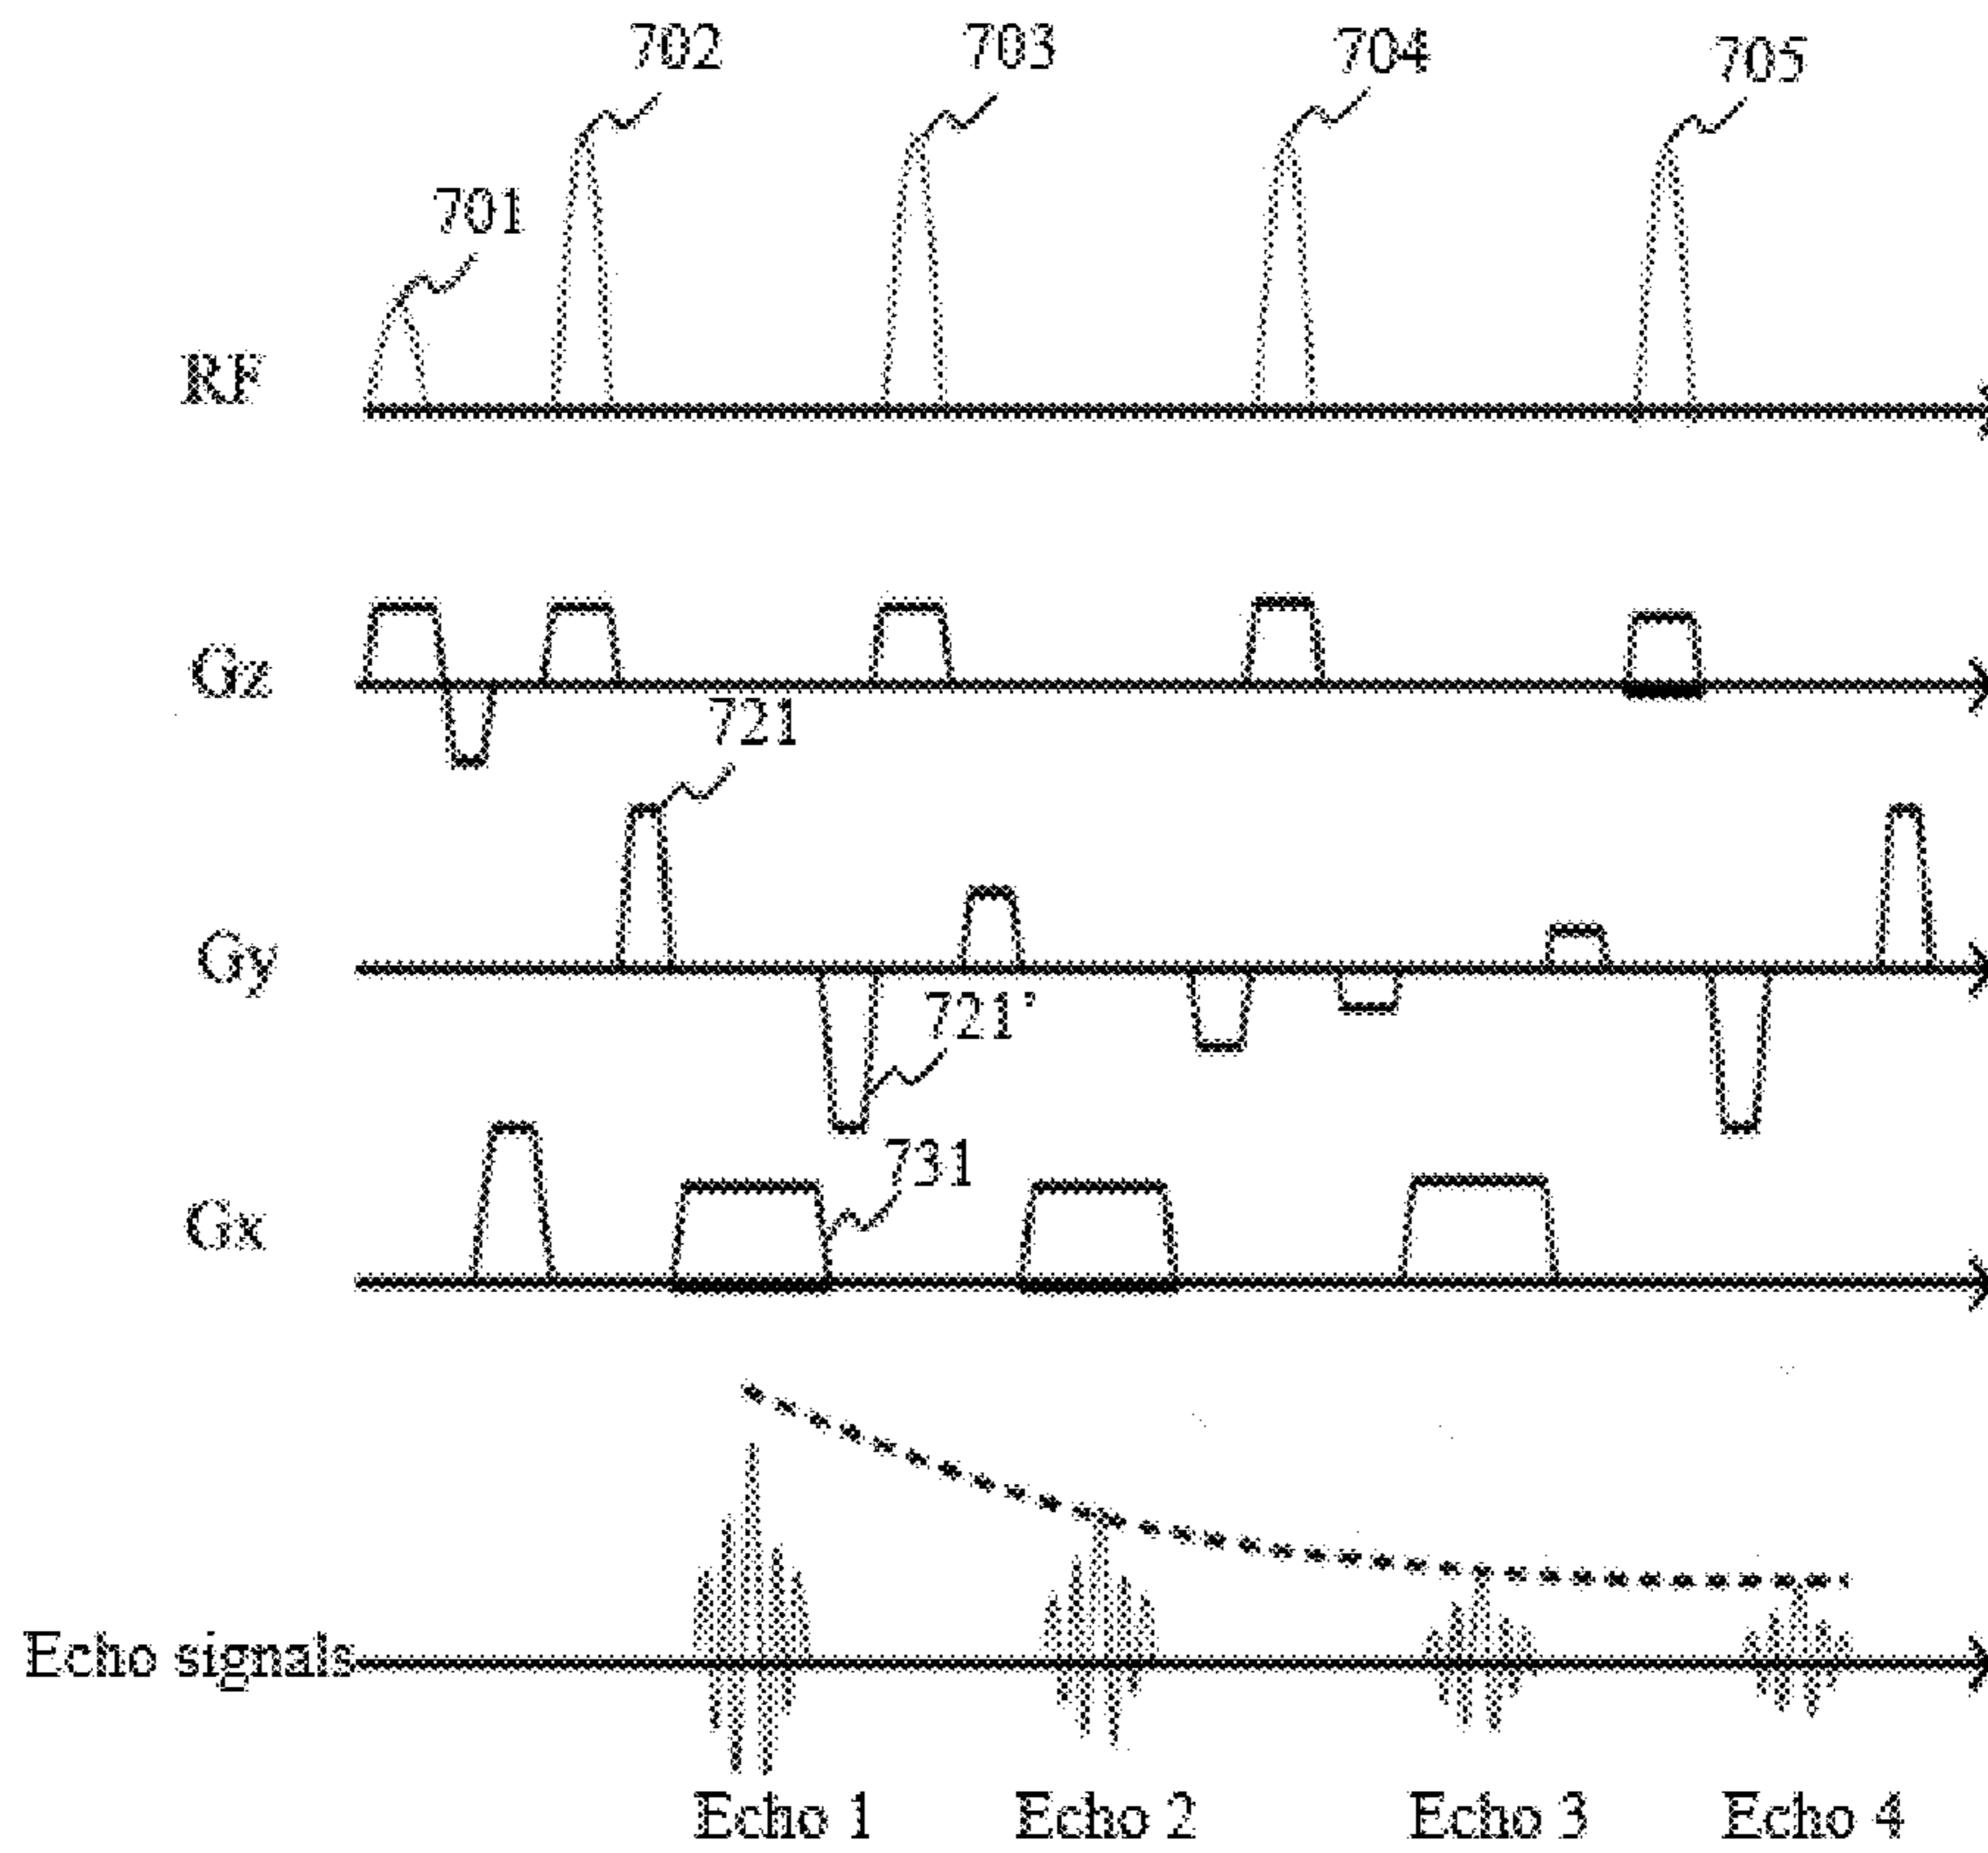 702 703 704 705
701
RF
Gz
721
Gy
721’
731
Gx
Echo signals
Echo 1 Echo 2 Echo 3 Echo 4